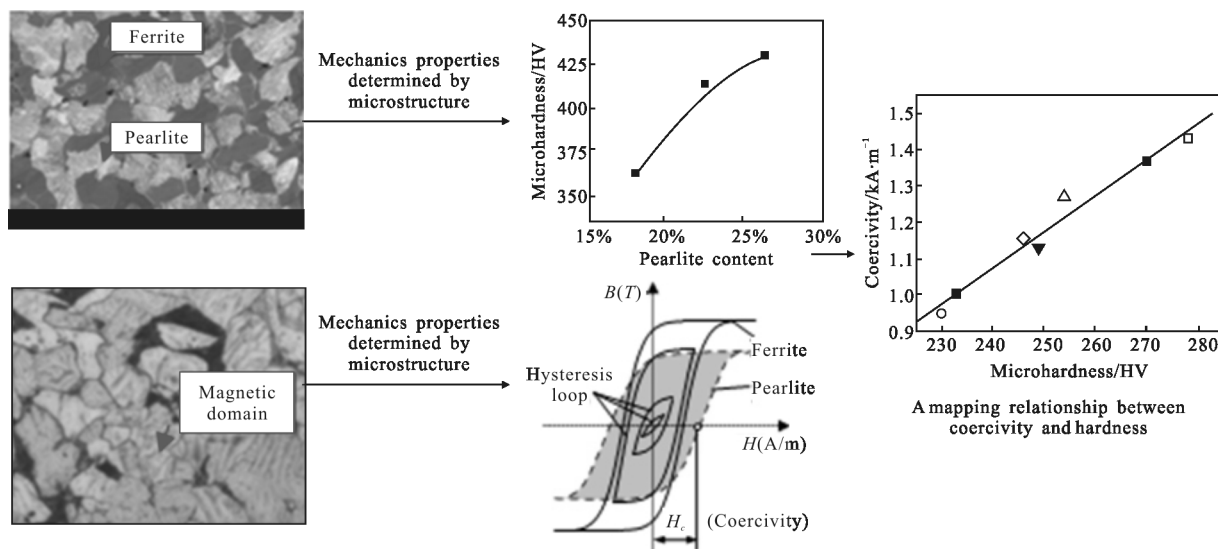 Ferrite
Pearlite
Mechanics properties
determined by
microstructure
Microhardness/HV
450
425
400
375
350
15%
20%
25%
30%
Pearlite content
Magnetic
domain
Mechanics properties
determined by
microstructure
B(T)
Ferrite
Pearlite
Hysteresis
loop
H(A/m)
H_c
(Coercivity)
Coercivity/kA·m⁻¹
1.5
1.4
1.3
1.2
1.1
1.0
0.9
230
240
246
254
260
270
280
Microhardness/HV
A mapping relationship between
coercivity and hardness